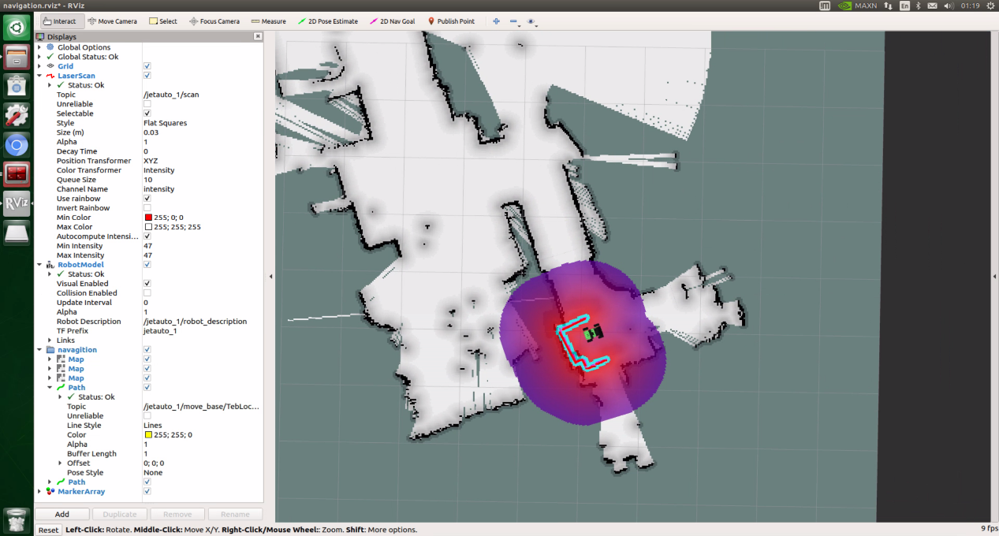 navigation.rviz* - RViz
MAXN En 01:19
Interact Move Camera Select Focus Camera Measure 2D Pose Estimate 2D Nav Goal Publish Point
Displays
Global Options
Global Status: Ok
Grid
LaserScan
Status: Ok
Topic /jetauto_1/scan
Unreliable
Selectable
Style Flat Squares
Size (m) 0.03
Alpha 1
Decay Time 0
Position Transformer XYZ
Color Transformer Intensity
Queue Size 10
Channel Name intensity
Use rainbow
Invert Rainbow
Min Color 255; 0; 0
Max Color 255; 255; 255
Autocompute Intensi...
Min Intensity 47
Max Intensity 47
RobotModel
Status: Ok
Visual Enabled
Collision Enabled
Update Interval 0
Alpha 1
Robot Description /jetauto_1/robot_description
TF Prefix jetauto_1
Links
navagition
Map
Map
Map
Path
Status: Ok
Topic /jetauto_1/move_base/TebLoc...
Unreliable
Line Style Lines
Color 255; 255; 0
Alpha 1
Buffer Length 1
Offset 0; 0; 0
Pose Style None
Path
MarkerArray
Add Duplicate Remove Rename
Reset Left-Click: Rotate. Middle-Click: Move X/Y. Right-Click/Mouse Wheel:: Zoom. Shift: More options. 9 fps
RViz